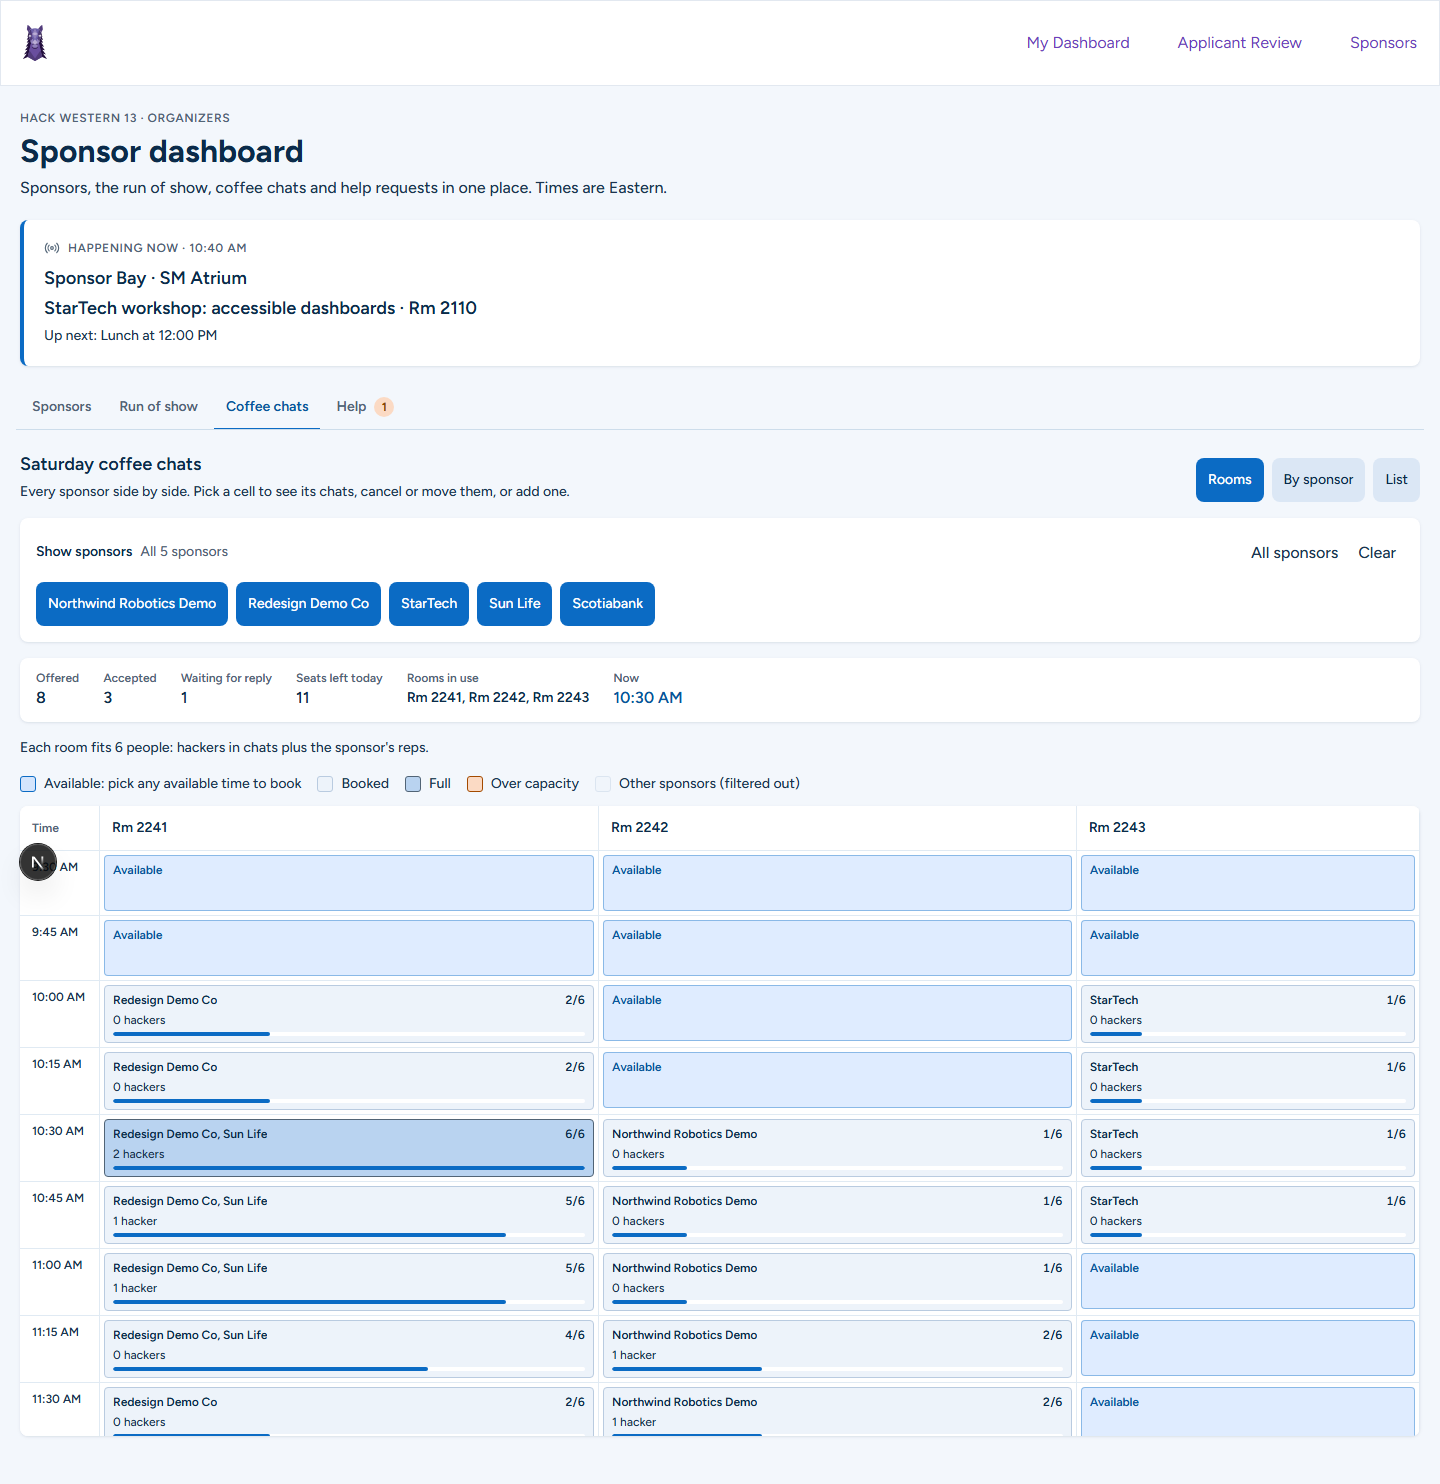 My Dashboard Applicant Review Sponsors
HACK WESTERN 13 · ORGANIZERS
Sponsor dashboard
Sponsors, the run of show, coffee chats and help requests in one place. Times are Eastern.
HAPPENING NOW · 10:40 AM
Sponsor Bay · SM Atrium
StarTech workshop: accessible dashboards · Rm 2110
Up next: Lunch at 12:00 PM
Sponsors Run of show Coffee chats Help 1
Saturday coffee chats
Every sponsor side by side. Pick a cell to see its chats, cancel or move them, or add one.
Rooms By sponsor List
Show sponsors All 5 sponsors
All sponsors Clear
Northwind Robotics Demo Redesign Demo Co StarTech Sun Life Scotiabank
Offered Accepted Waiting for reply Seats left today Rooms in use Now
8 3 1 11 Rm 2241, Rm 2242, Rm 2243 10:30 AM
Each room fits 6 people: hackers in chats plus the sponsor's reps.
Available: pick any available time to book Booked Full Over capacity Other sponsors (filtered out)
Time Rm 2241 Rm 2242 Rm 2243
N AM Available Available Available
9:45 AM Available Available Available
10:00 AM Redesign Demo Co 2/6 Available StarTech 1/6
0 hackers 0 hackers
10:15 AM Redesign Demo Co 2/6 Available StarTech 1/6
0 hackers 0 hackers
10:30 AM Redesign Demo Co, Sun Life 6/6 Northwind Robotics Demo 1/6 StarTech 1/6
2 hackers 0 hackers 0 hackers
10:45 AM Redesign Demo Co, Sun Life 5/6 Northwind Robotics Demo 1/6 StarTech 1/6
1 hacker 0 hackers 0 hackers
11:00 AM Redesign Demo Co, Sun Life 5/6 Northwind Robotics Demo 1/6 Available
1 hacker 0 hackers
11:15 AM Redesign Demo Co, Sun Life 4/6 Northwind Robotics Demo 2/6 Available
0 hackers 1 hacker
11:30 AM Redesign Demo Co 2/6 Northwind Robotics Demo 2/6 Available
0 hackers 1 hacker